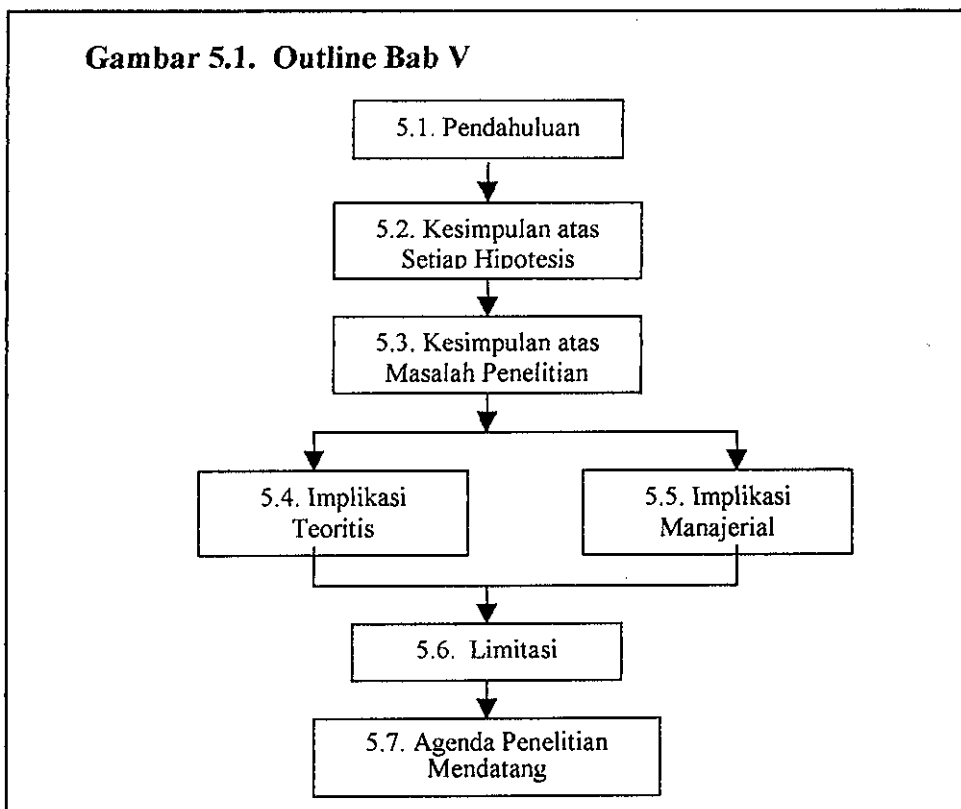 Gambar 5.1. Outline Bab V
5.1. Pendahuluan
5.2. Kesimpulan atas
Setiap Hipotesis
5.3. Kesimpulan atas
Masalah Penelitian
5.4. Implikasi
Teoritis
5.5. Implikasi
Manajerial
5.6. Limitasi
5.7. Agenda Penelitian
Mendatang